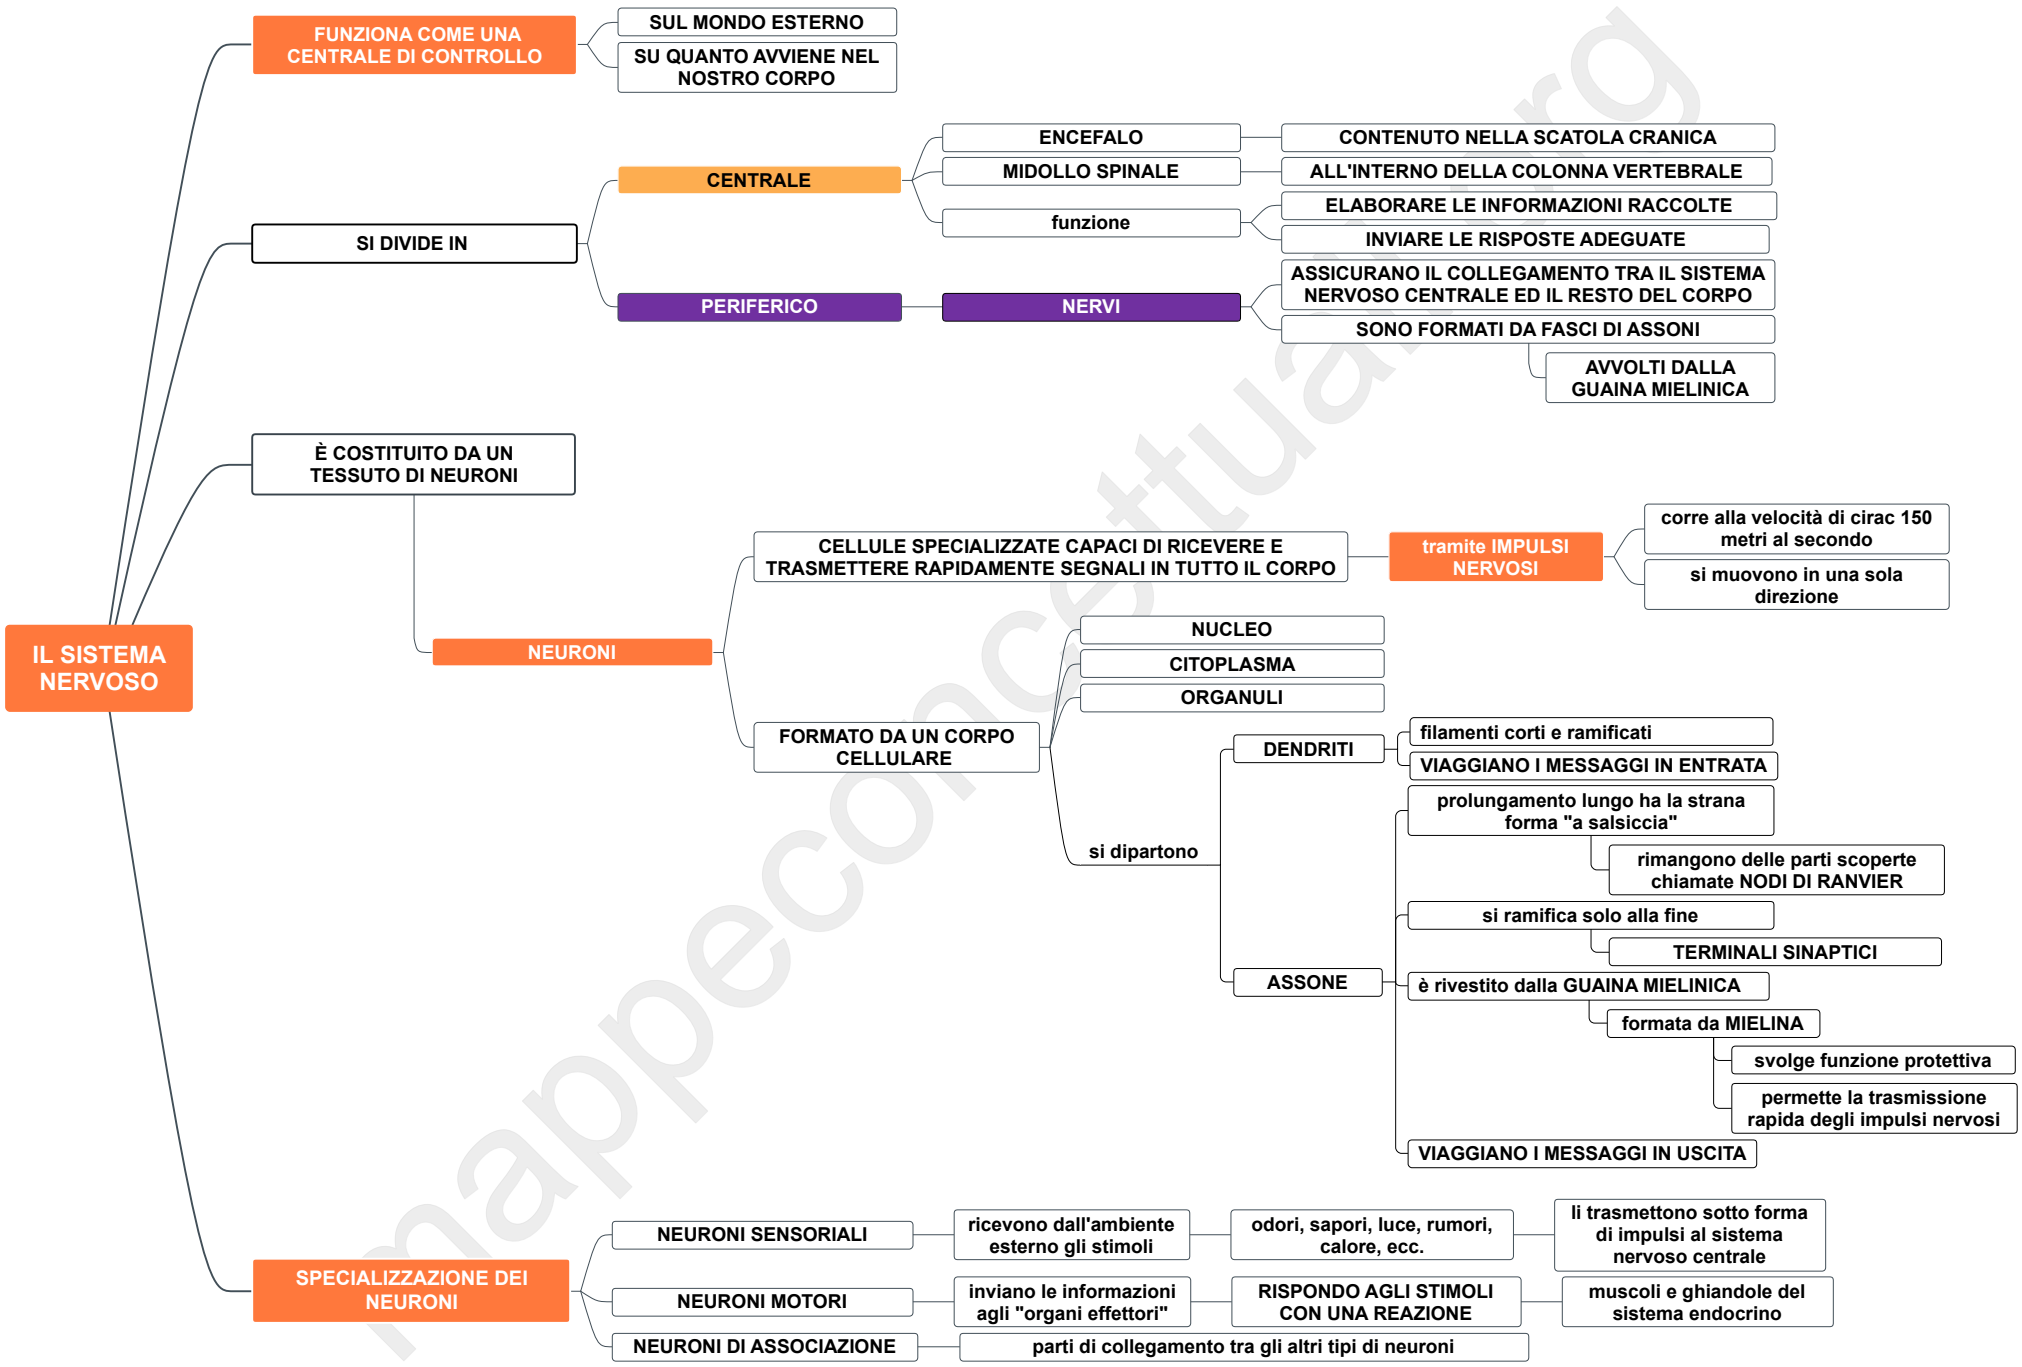 FUNZIONA COME UNA
CENTRALE DI CONTROLLO
SUL MONDO ESTERNO
SU QUANTO AVVIENE NEL
NOSTRO CORPO
SI DIVIDE IN
CENTRALE
ENCEFALO
CONTENUTO NELLA SCATOLA CRANICA
MIDOLLO SPINALE
ALL'INTERNO DELLA COLONNA VERTEBRALE
funzione
ELABORARE LE INFORMAZIONI RACCOLTE
INVIARE LE RISPOSTE ADEGUATE
PERIFERICO
NERVI
ASSICURANO IL COLLEGAMENTO TRA IL SISTEMA
NERVOSO CENTRALE ED IL RESTO DEL CORPO
SONO FORMATI DA FASCI DI ASSONI
AVVOLTI DALLA
GUAINA MIELINICA
È COSTITUITO DA UN
TESSUTO DI NEURONI
IL SISTEMA
NERVOSO
NEURONI
CELLULE SPECIALIZZATE CAPACI DI RICEVERE E
TRASMETTERE RAPIDAMENTE SEGNALI IN TUTTO IL CORPO
tramite IMPULSI
NERVOSI
corre alla velocità di cirac 150
metri al secondo
si muovono in una sola
direzione
FORMATO DA UN CORPO
CELLULARE
NUCLEO
CITOPLASMA
ORGANULI
si dipartono
DENDRITI
filamenti corti e ramificati
VIAGGIANO I MESSAGGI IN ENTRATA
ASSONE
prolungamento lungo ha la strana
forma "a salsiccia"
rimangono delle parti scoperte
chiamate NODI DI RANVIER
si ramifica solo alla fine
TERMINALI SINAPTICI
è rivestito dalla GUAINA MIELINICA
formata da MIELINA
svolge funzione protettiva
permette la trasmissione
rapida degli impulsi nervosi
VIAGGIANO I MESSAGGI IN USCITA
SPECIALIZZAZIONE DEI
NEURONI
NEURONI SENSORIALI
ricevono dall'ambiente
esterno gli stimoli
odori, sapori, luce, rumori,
calore, ecc.
li trasmettono sotto forma
di impulsi al sistema
nervoso centrale
NEURONI MOTORI
inviano le informazioni
agli "organi effettori"
RISPONDO AGLI STIMOLI
CON UNA REAZIONE
muscoli e ghiandole del
sistema endocrino
NEURONI DI ASSOCIAZIONE
parti di collegamento tra gli altri tipi di neuroni